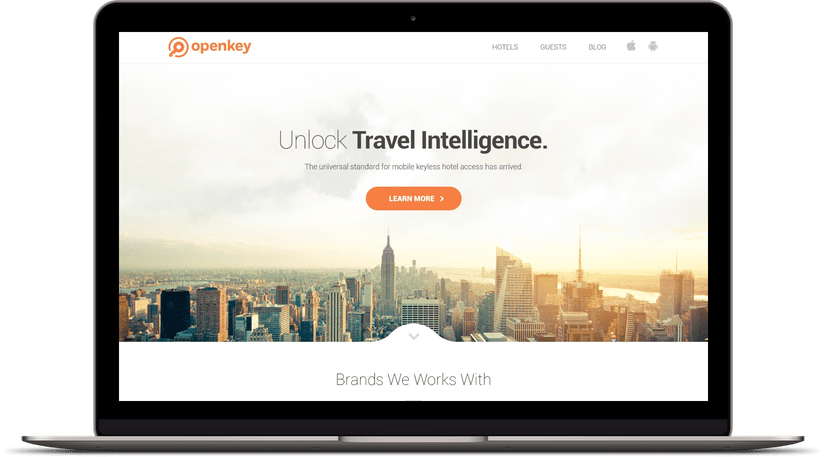 openkey
HOTELS GUESTS BLOG
Unlock Travel Intelligence.
The universal standard for mobile keyless hotel access has arrived.
LEARN MORE
Brands We Works With